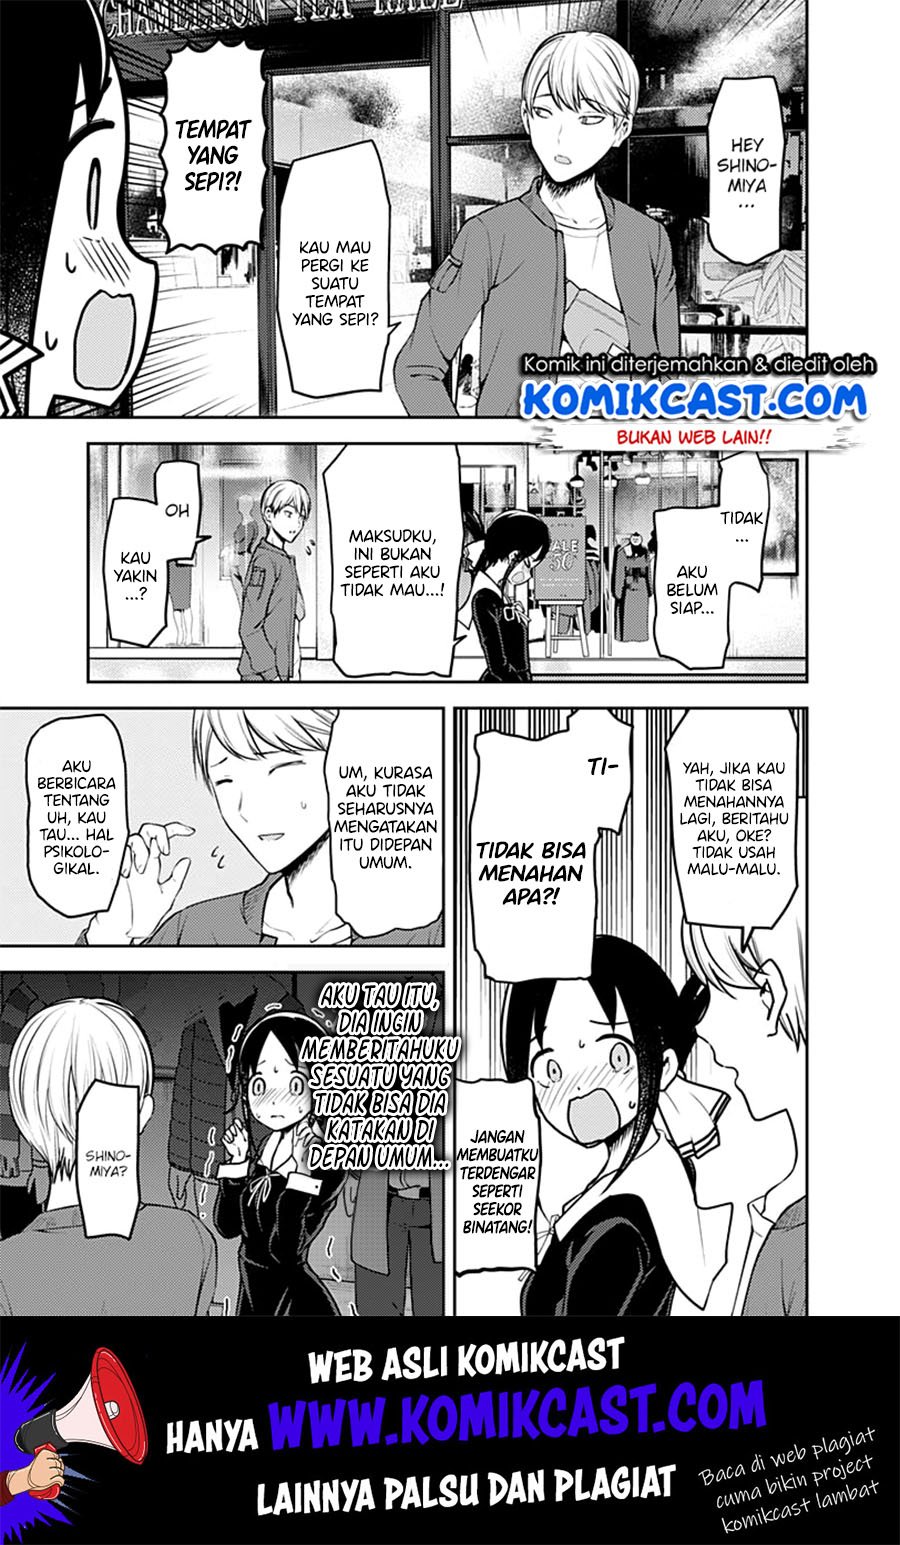 CHAMELEON TEA HALL
HEY
SHINO-
MIYA
...
KAU MAU
PERGI KE
SUATU
TEMPAT
YANG SEPI?
TEMPAT
YANG
SEPI?!
Komik ini diterjemahkan & diedit oleh
KOMIKCAST.COM
BUKAN WEB LAIN!!
TIDAK
...
AKU
BELUM
SIAP...
MAKSUDKU,
INI BUKAN
SEPERTI AKU
TIDAK MAU...!
OH
KAU
YAKIN
...?
YAH, JIKA KAU
TIDAK BISA
MENAHANNYA
LAGI, BERITAHU
AKU, OKE?
TIDAK USAH
MALU-MALU.
TI-
TIDAK BISA
MENAHAN
APA?!
JANGAN
MEMBUATKU
TERDENGAR
SEPERTI
SEEKOR
BINATANG!
UM, KURASA
AKU TIDAK
SEHARUSNYA
MENGATAKAN
ITU DIDEPAN
UMUM.
AKU
BERBICARA
TENTANG
UH, KAU
TAU... HAL
PSIKOLO-
GIKAL.
AKU TAU ITU,
DIA INGIN
MEMBERITAHUKU
SESUATU YANG
TIDAK BISA DIA
KATAKAN DI
DEPAN UMUM...
SHINO-
MIYA?
WEB ASLI KOMIKCAST
HANYA WWW.KOMIKCAST.COM
LAINNYA PALSU DAN PLAGIAT
Baca di web plagiat
cuma bikin project
komikcast lambat